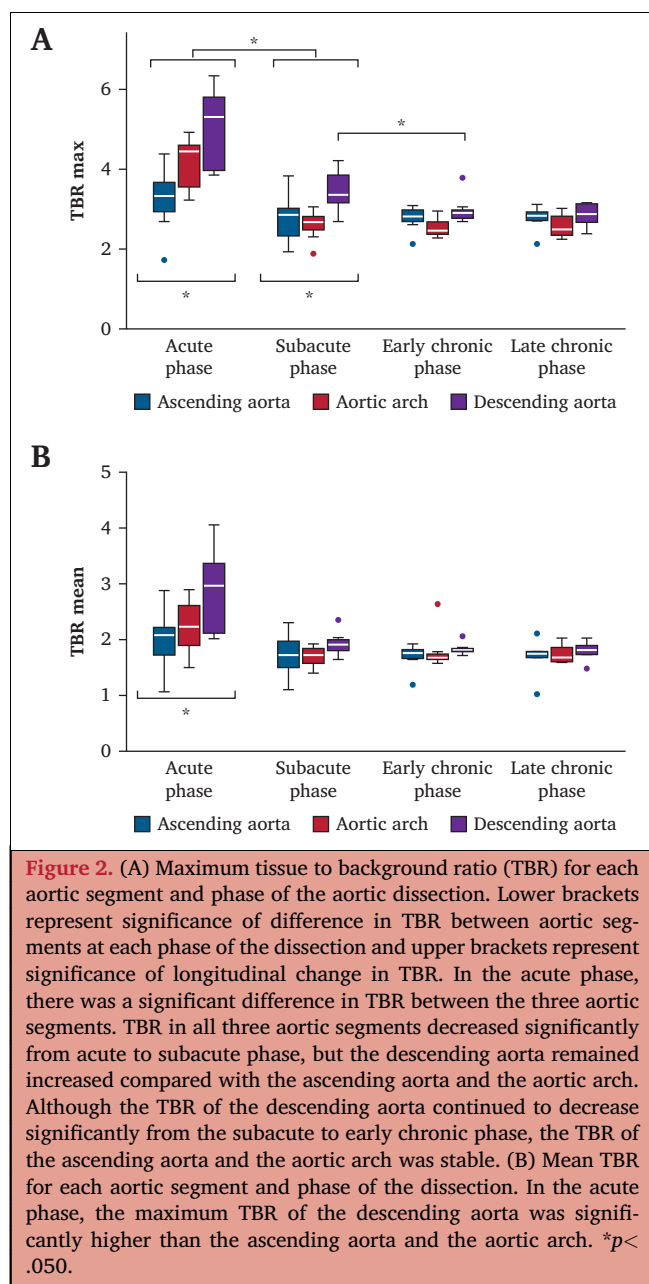 A
*
*
6
4
2
0
TBR max
*
*
Acute phase
Subacute phase
Early chronic phase
Late chronic phase
Ascending aorta Aortic arch Descending aorta
B
5
4
3
2
1
0
TBR mean
*
Acute phase
Subacute phase
Early chronic phase
Late chronic phase
Ascending aorta Aortic arch Descending aorta
Figure 2. (A) Maximum tissue to background ratio (TBR) for each
aortic segment and phase of the aortic dissection. Lower brackets
represent significance of difference in TBR between aortic seg-
ments at each phase of the dissection and upper brackets represent
significance of longitudinal change in TBR. In the acute phase,
there was a significant difference in TBR between the three aortic
segments. TBR in all three aortic segments decreased significantly
from acute to subacute phase, but the descending aorta remained
increased compared with the ascending aorta and the aortic arch.
Although the TBR of the descending aorta continued to decrease
significantly from the subacute to early chronic phase, the TBR of
the ascending aorta and the aortic arch was stable. (B) Mean TBR
for each aortic segment and phase of the dissection. In the acute
phase, the maximum TBR of the descending aorta was signifi-
cantly higher than the ascending aorta and the aortic arch. *p<
.050.